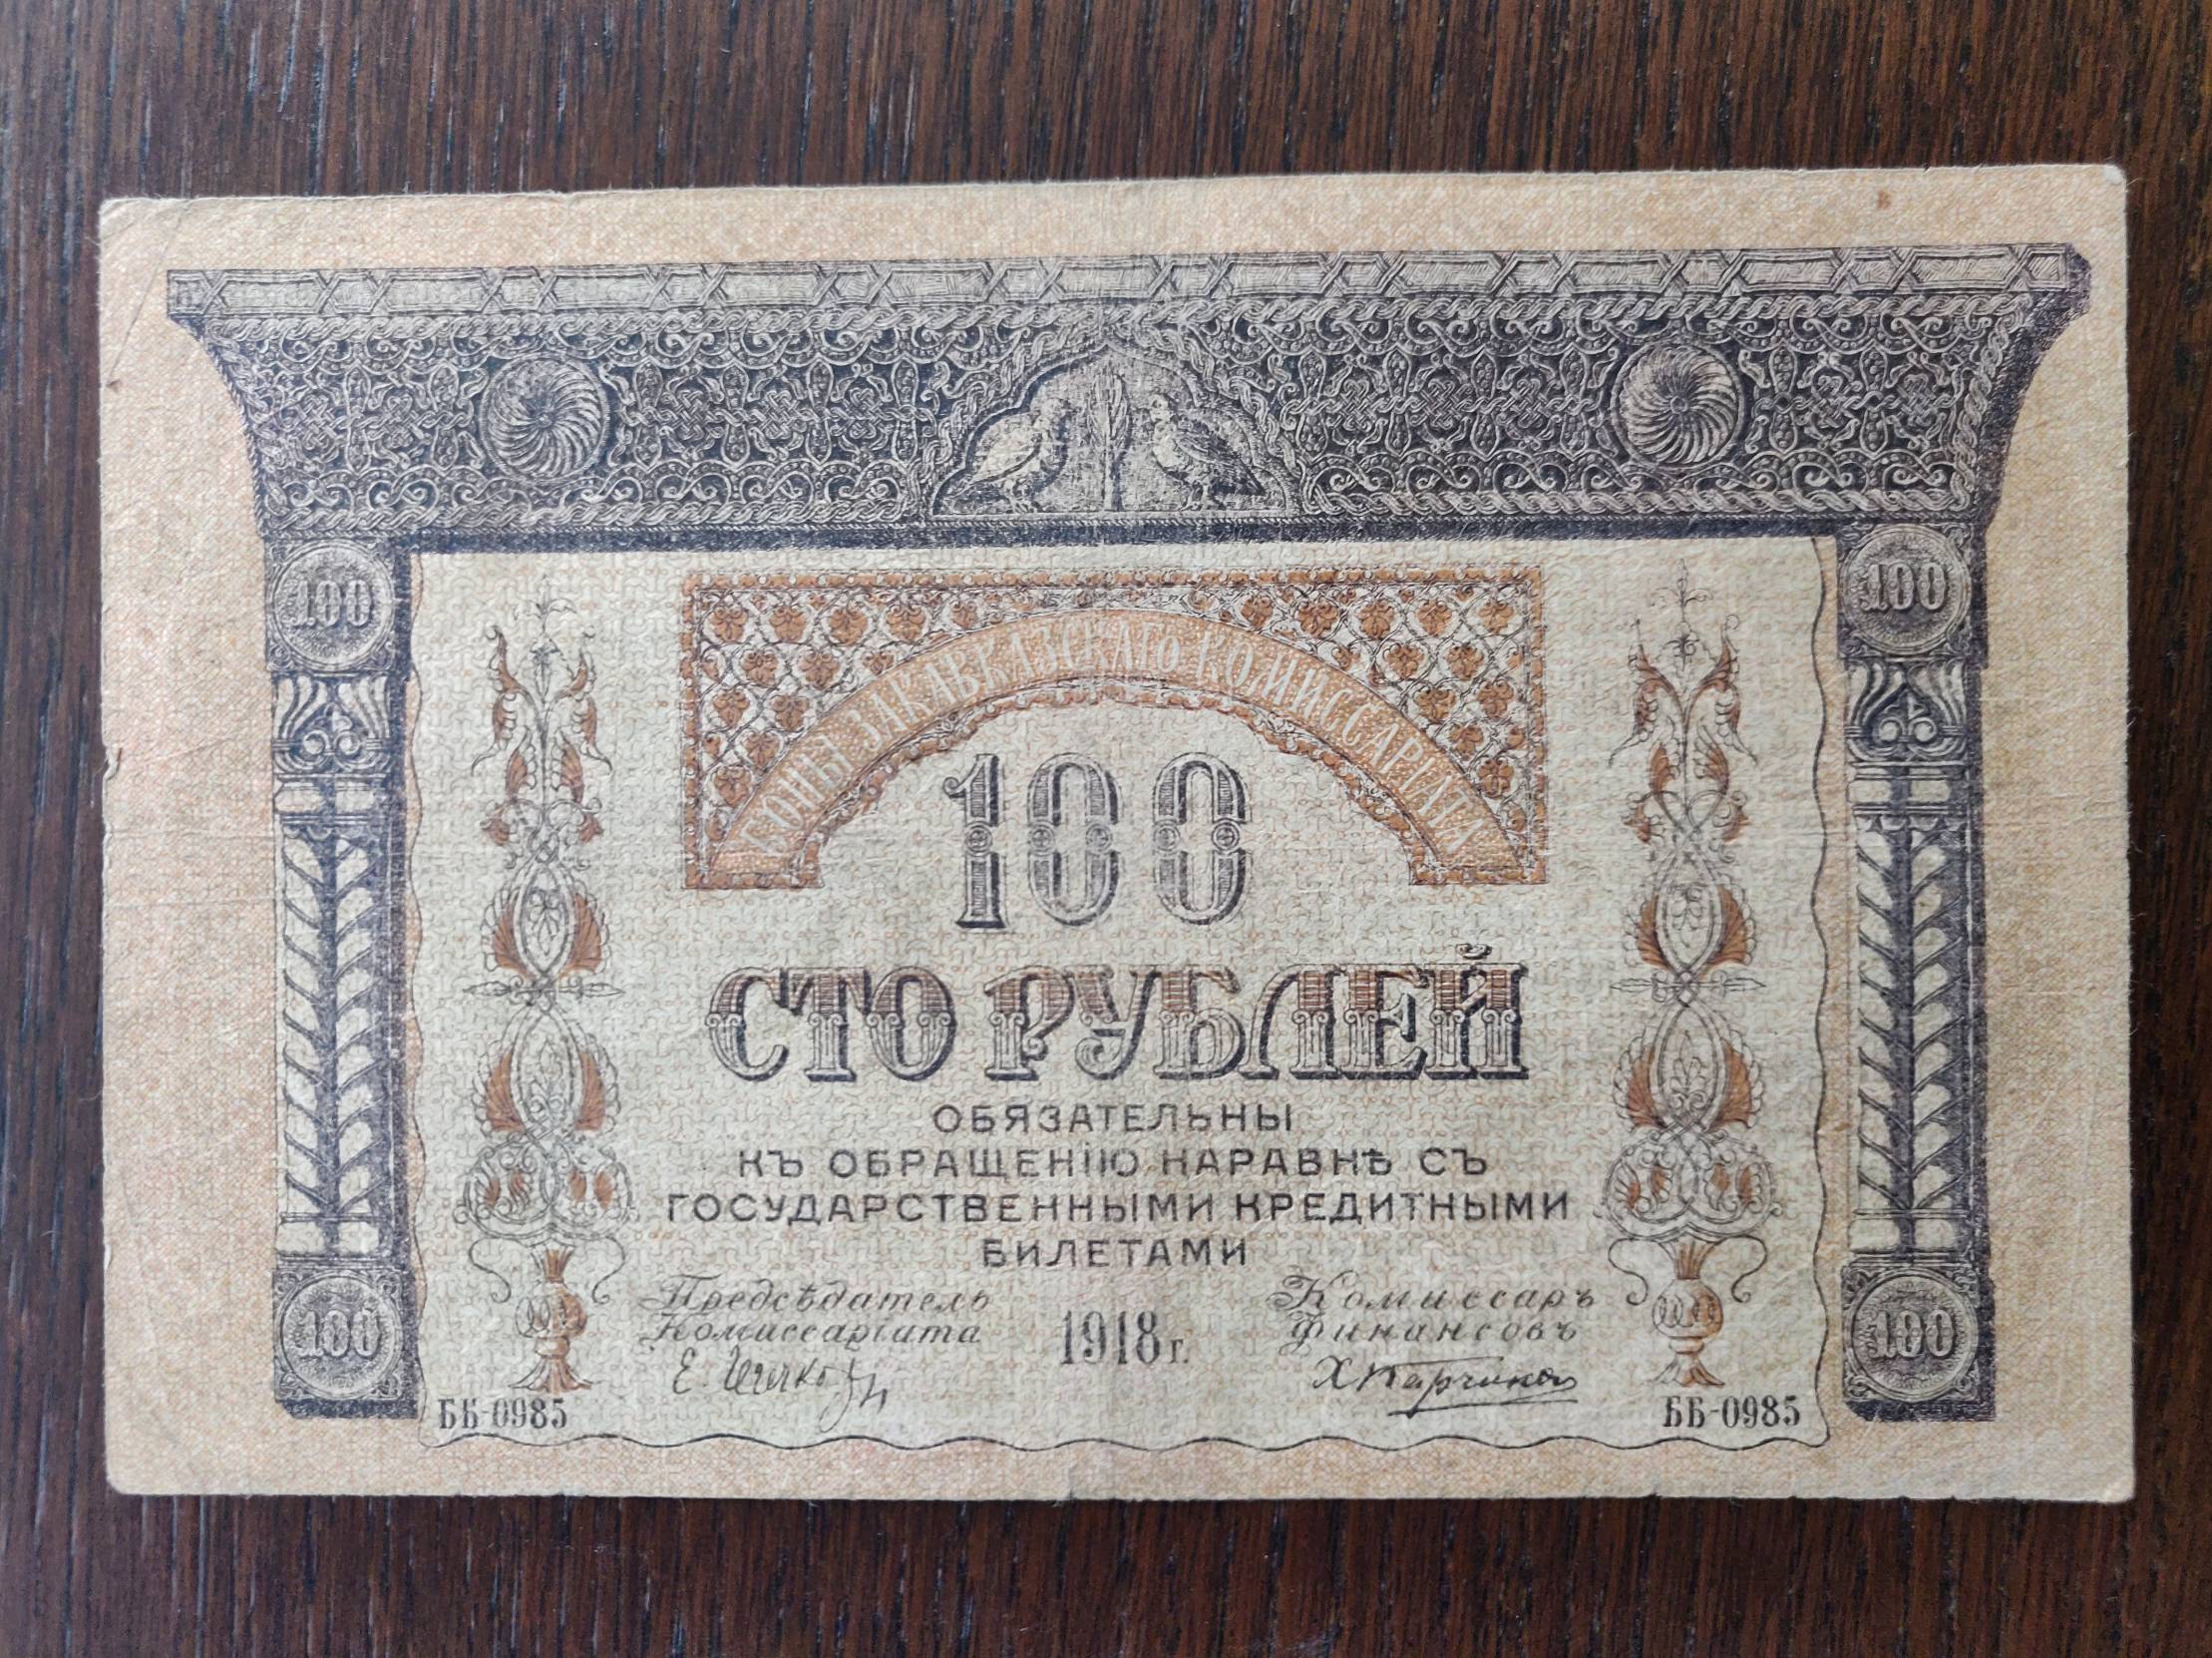 100 100
БОНЫ ЗАКАВКАЗСКАГО КОМИССАРІАТА
100
СТО РУБЛЕЙ
ОБЯЗАТЕЛЬНЫ
КЪ ОБРАЩЕНІЮ НАРАВНѢ СЪ
ГОСУДАРСТВЕННЫМИ КРЕДИТНЫМИ
БИЛЕТАМИ
Предсѣдатель
Комиссаріата
1918 г.
Комиссаръ
Финансовъ
100 100
ББ-0985 ББ-0985